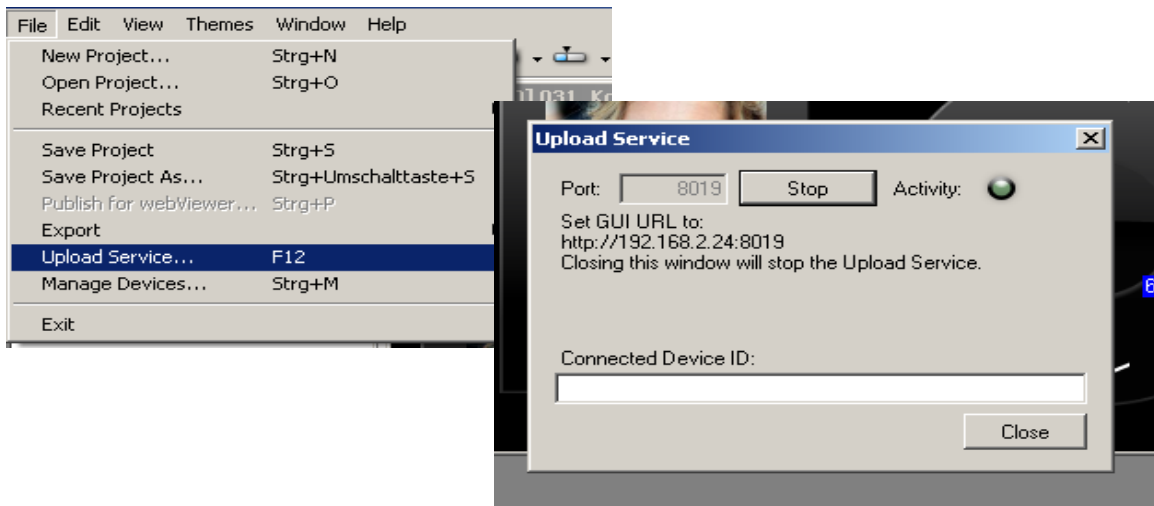 File Edit View Themes Window Help
New Project... Strg+N
Open Project... Strg+O
Recent Projects
Save Project Strg+S
Save Project As... Strg+Umschalttaste+S
Publish for webViewer... Strg+P
Export
Upload Service... F12
Manage Devices... Strg+M
Exit
Upload Service
Port: 8019 Stop Activity:
Set GUI URL to:
http://192.168.2.24:8019
Closing this window will stop the Upload Service.
6
Connected Device ID:
Close